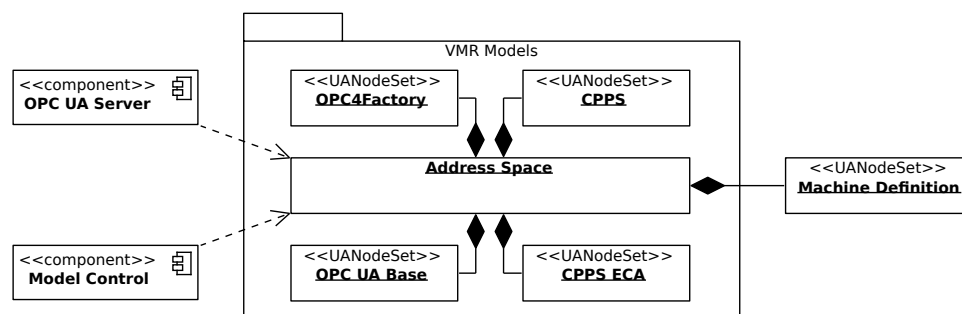 VMR Models
<<component>>
OPC UA Server
<<UANodeSet>>
OPC4Factory
<<UANodeSet>>
CPPS
Address Space
<<UANodeSet>>
Machine Definition
<<component>>
Model Control
<<UANodeSet>>
OPC UA Base
<<UANodeSet>>
CPPS ECA